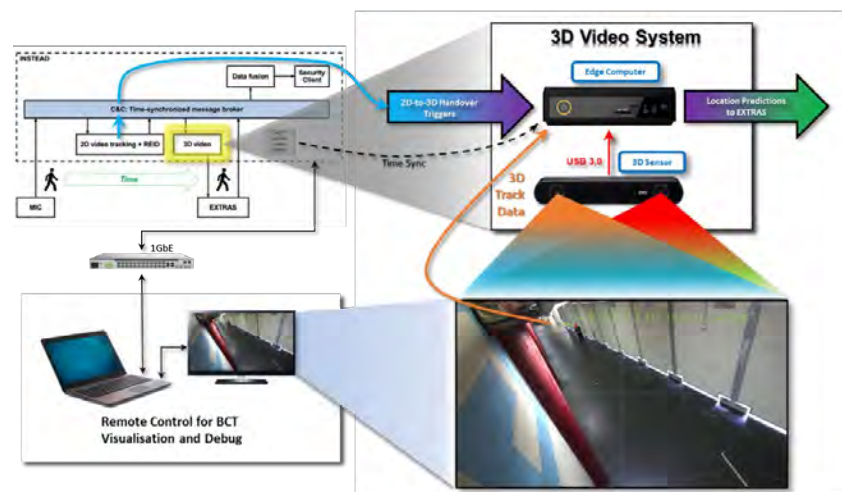 INSTEAD
Data fusion
Security
Client
C&C: Time-synchronized message broker
2D video tracking + REID
3D video
Time
MIC
EXTRAS
1GbE
Remote Control for BCT
Visualisation and Debug
3D Video System
Edge Computer
2D-to-3D Handover
Triggers
Location Predictions
to EXTRAS
Time Sync
USB 3.0
3D Sensor
3D
Track
Data